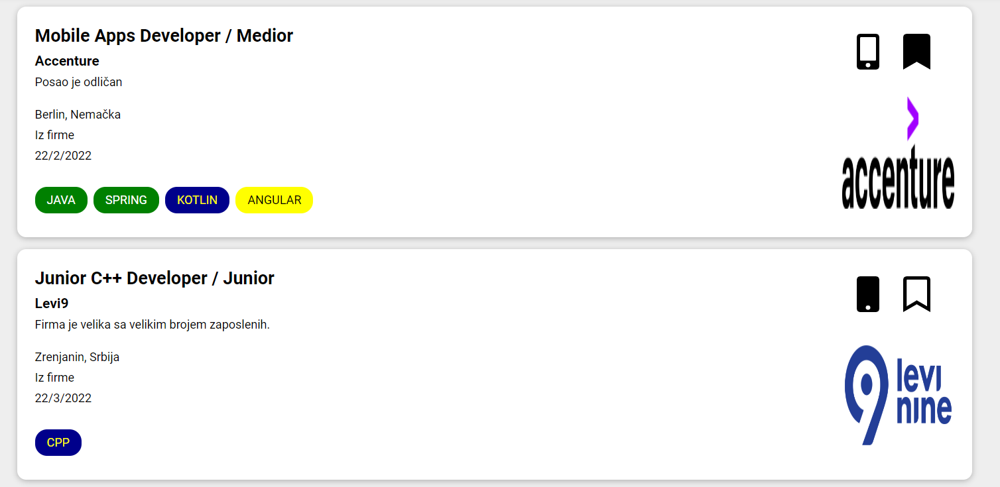 Mobile Apps Developer / Medior
Accenture
Posao je odličan
Berlin, Nemačka
Iz firme
22/2/2022
JAVA SPRING KOTLIN ANGULAR
accenture
Junior C++ Developer / Junior
Levi9
Firma je velika sa velikim brojem zaposlenih.
Zrenjanin, Srbija
Iz firme
22/3/2022
CPP
9 levi
nine